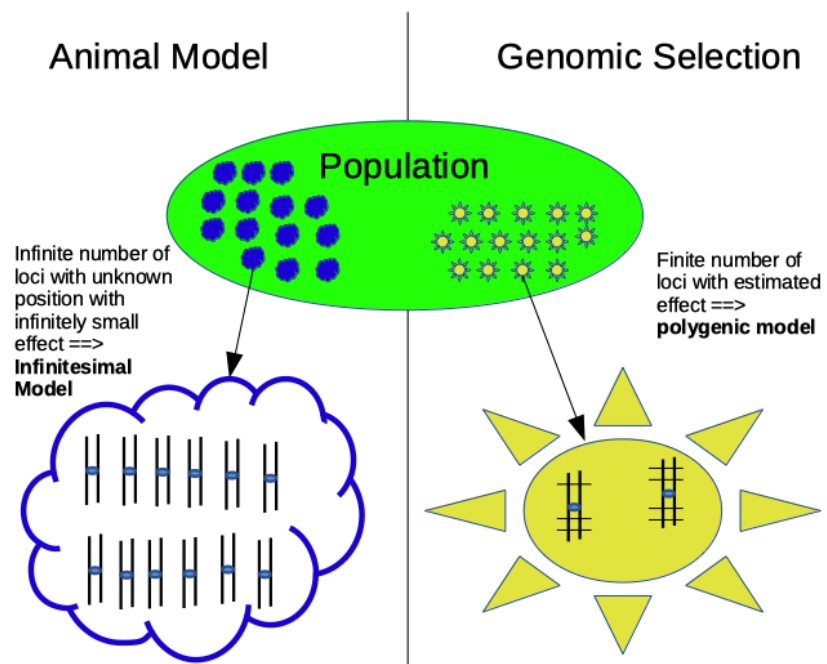 Animal Model
Genomic Selection
Population
Infinite number of
loci with unknown
position with
infinitely small
effect ==>
Infinitesimal
Model
Finite number of
loci with estimated
effect ==>
polygenic model